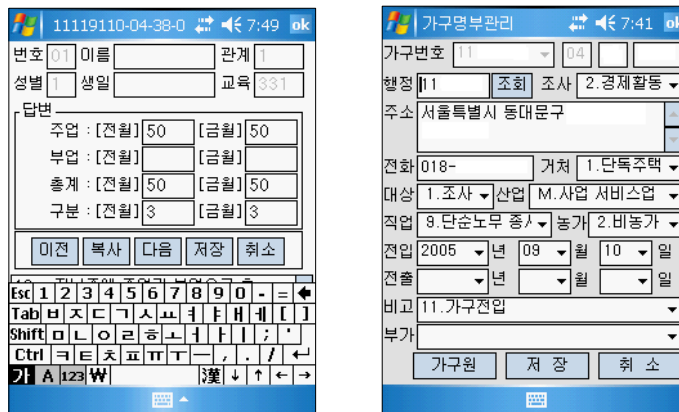 11119110-04-38-0 7:49 ok
번호 01 이름 관계 1
성별 1 생일 교육 331
답변
주업 : [전월] 50 [금월] 50
부업 : [전월] [금월]
총계 : [전월] 50 [금월] 50
구분 : [전월] 3 [금월] 3
이전 복사 다음 저장 취소
Esc 1 2 3 4 5 6 7 8 9 0 - =
Tab ㅂ ㅈ ㄷ ㄱ ㅅ ㅛ ㅕ ㅑ ㅐ ㅔ [ ]
Shift ㅁ ㄴ ㅇ ㄹ ㅎ ㅗ ㅓ ㅏ ㅣ ; '
Ctrl ㅋ ㅌ ㅊ ㅍ ㅠ ㅜ ㅡ , . /
가 A 123 ₩ 漢 ↓ ↑ ← →
가구명부관리 7:41 ok
가구번호 11 04 1
행정 11 조회 조사 2.경제활동
주소 서울특별시 동대문구
전화 018- 거처 1.단독주택
대상 1.조사 산업 M.사업 서비스업
직업 9.단순노무 종 농가 2.비농가
전입 2005 년 09 월 10 일
전출 년 월 일
비고 11.가구전입
부가
가구원 저 장 취 소